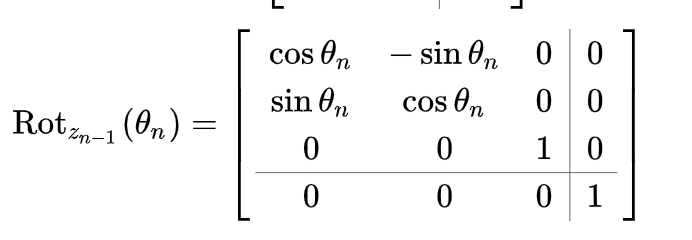 Rot_{z_{n−1}}(θ_n) =
cos θ_n − sin θ_n 0 0
sin θ_n cos θ_n 0 0
0 0 1 0
0 0 0 1